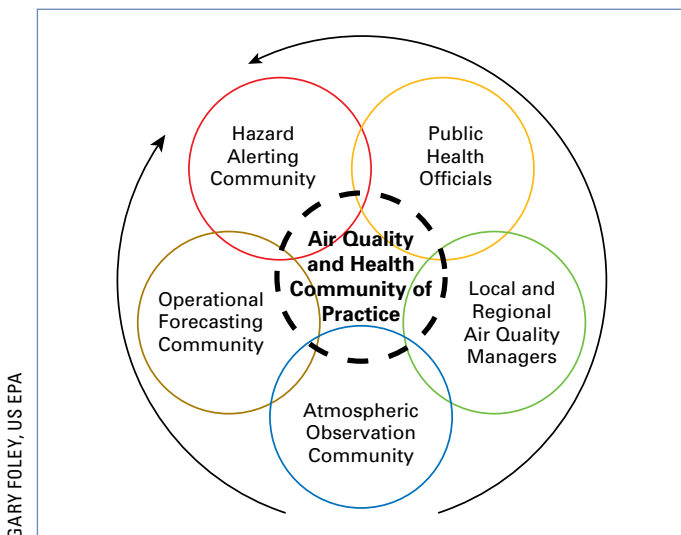 Hazard
Alerting
Community
Public
Health
Officials
Air Quality
and Health
Community of
Practice
Operational
Forecasting
Community
Local and
Regional
Air Quality
Managers
Atmospheric
Observation
Community
GARY FOLEY, US EPA